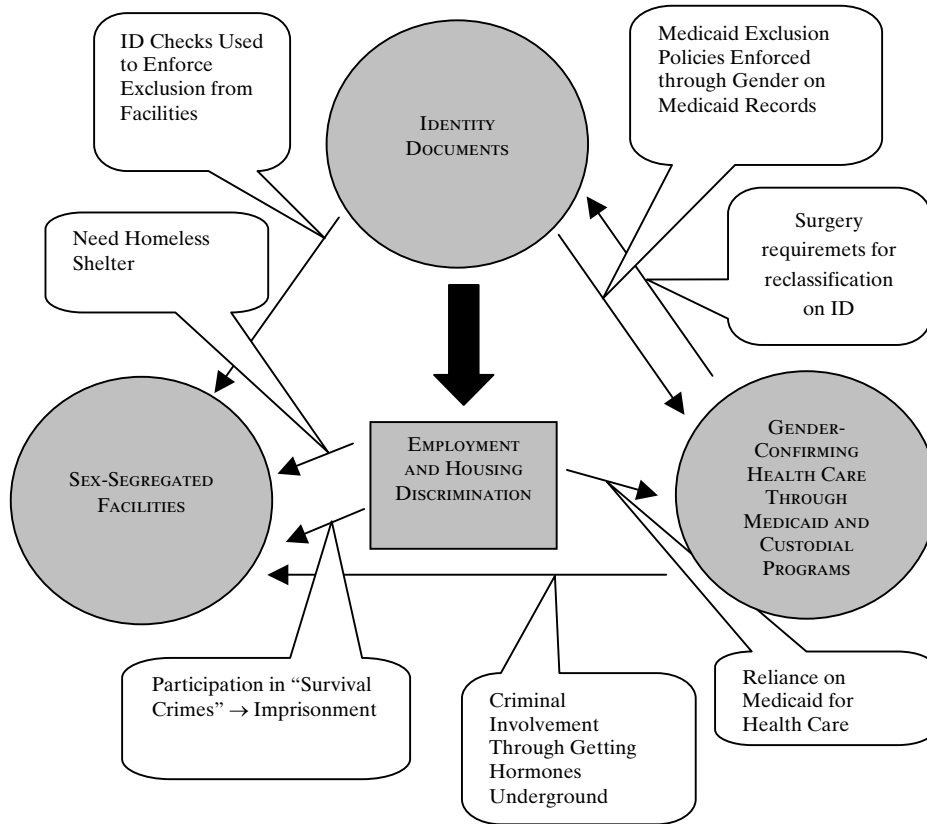 ID Checks Used
to Enforce
Exclusion from
Facilities
Medicaid Exclusion
Policies Enforced
through Gender on
Medicaid Records
IDENTITY
DOCUMENTS
Need Homeless
Shelter
Surgery
requiremets for
reclassification
on ID
SEX-SEGREGATED
FACILITIES
EMPLOYMENT
AND HOUSING
DISCRIMINATION
GENDER-
CONFIRMING
HEALTH CARE
THROUGH
MEDICAID AND
CUSTODIAL
PROGRAMS
Participation in “Survival
Crimes” → Imprisonment
Criminal
Involvement
Through Getting
Hormones
Underground
Reliance on
Medicaid for
Health Care